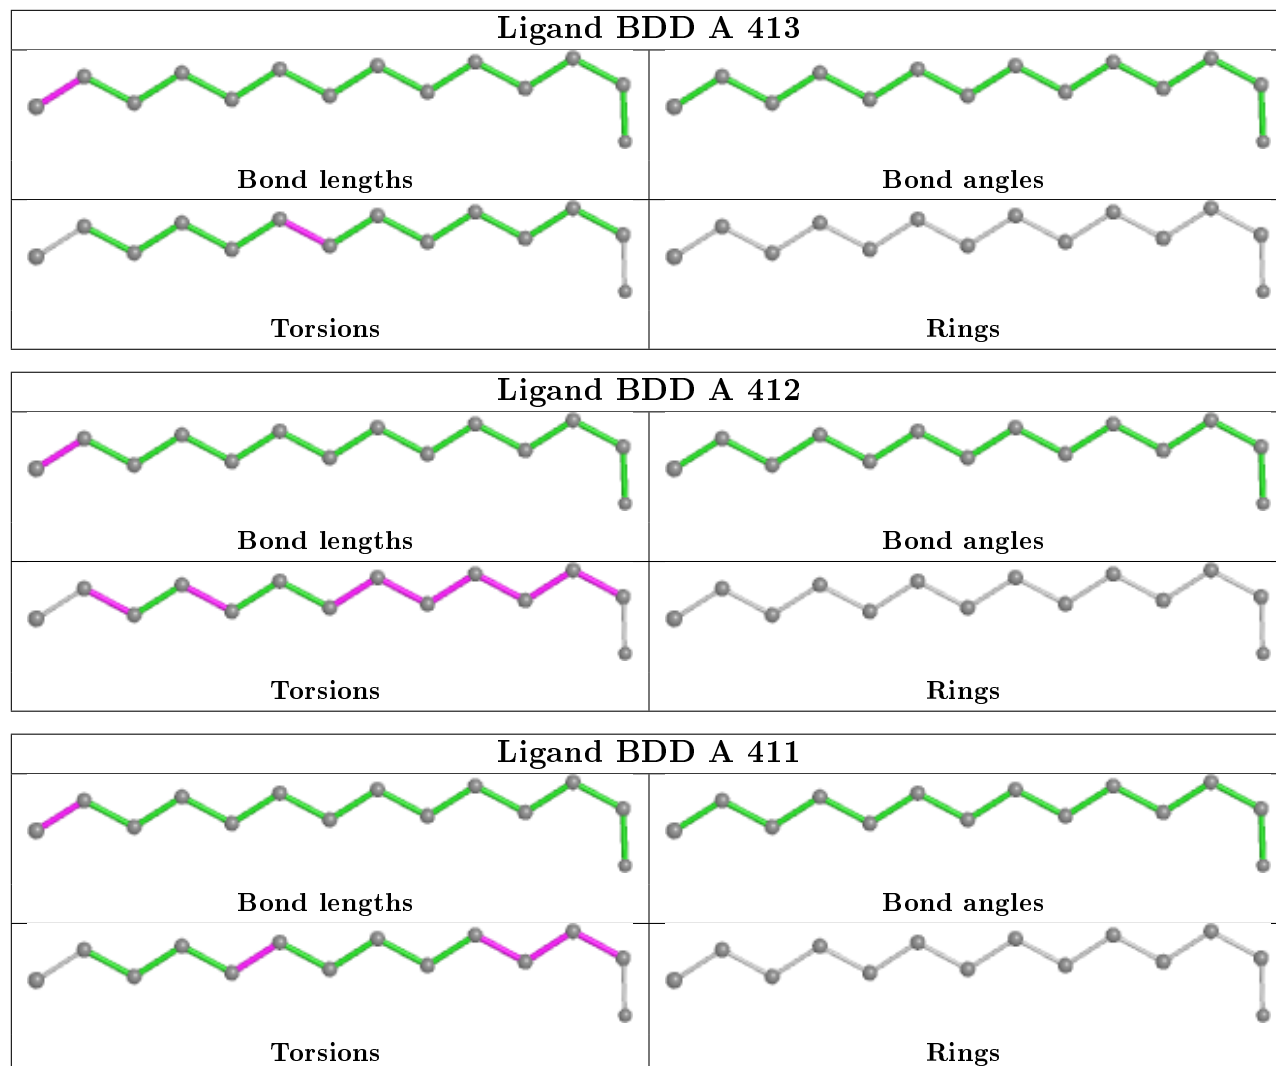 Ligand BDD A 413
Bond lengths
Bond angles
Torsions
Rings
Ligand BDD A 412
Bond lengths
Bond angles
Torsions
Rings
Ligand BDD A 411
Bond lengths
Bond angles
Torsions
Rings